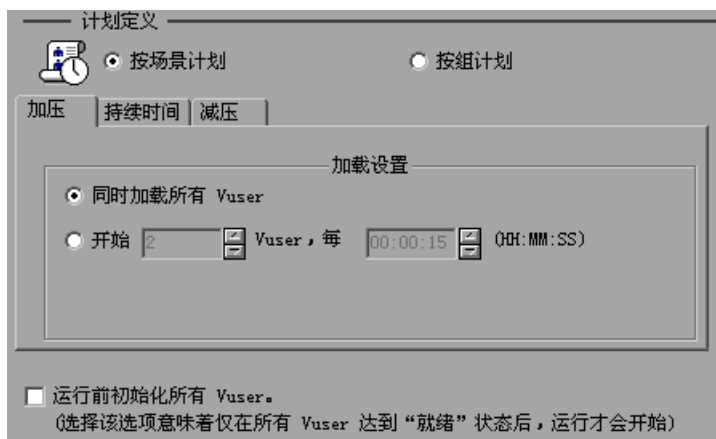 计划定义
按场景计划 按组计划
加压 持续时间 减压
加载设置
同时加载所有 Vuser
开始 2 Vuser，每 00:00:15 (HH:MM:SS)
运行前初始化所有 Vuser。
(选择该选项意味着仅在所有 Vuser 达到“就绪”状态后，运行才会开始)